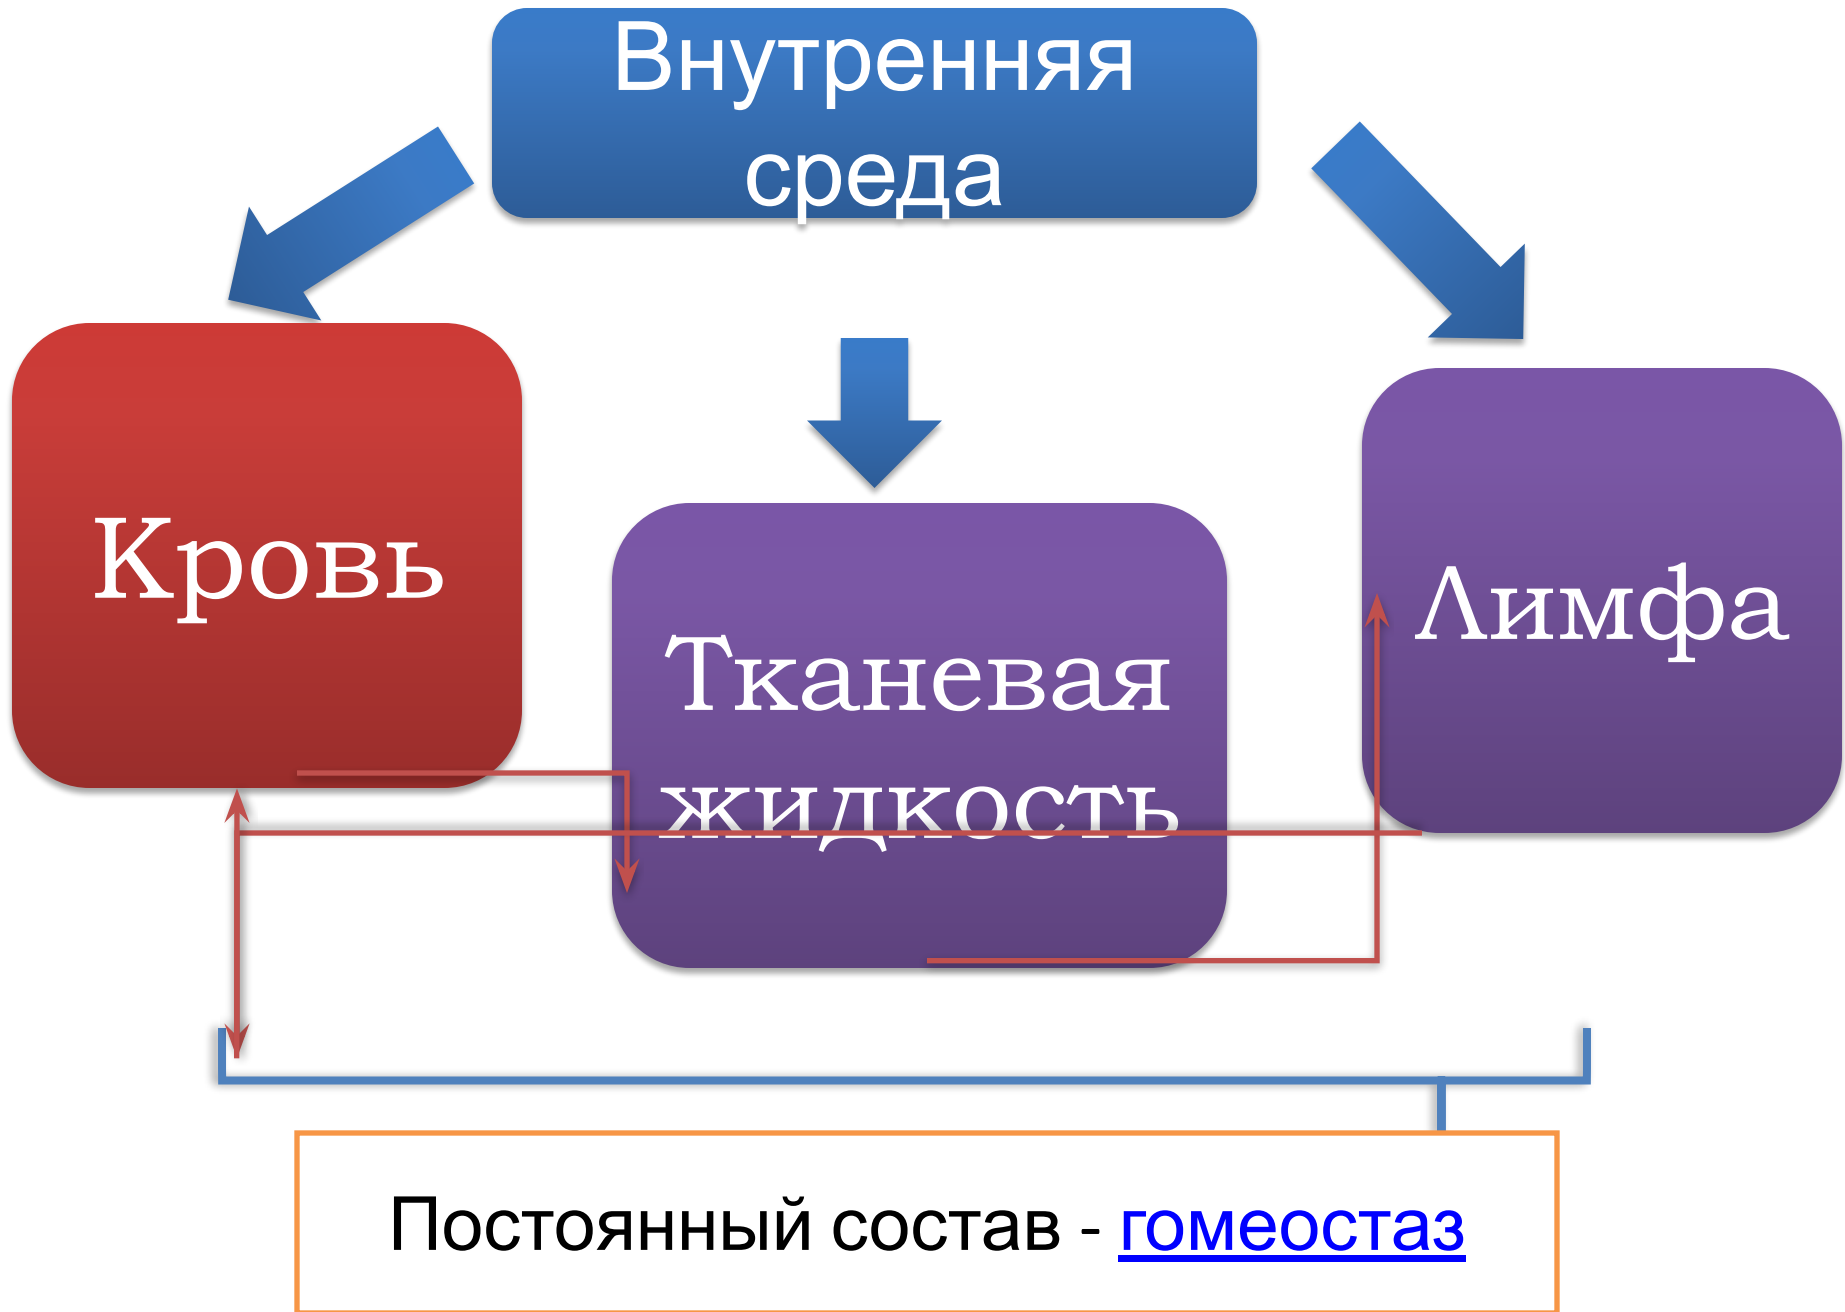 Внутренняя
среда
Кровь
Тканевая
жидкость
Лимфа
Постоянный состав - гомеостаз